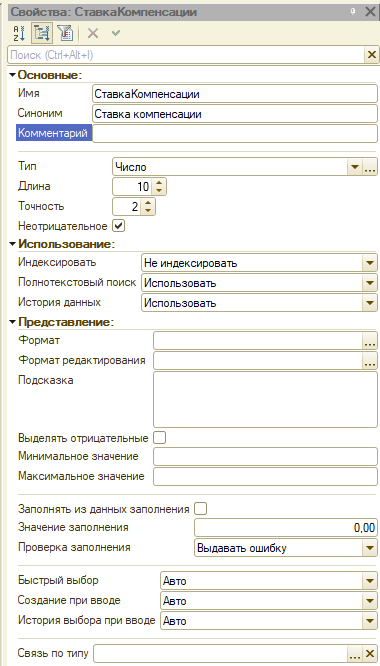 Свойства: СтавкаКомпенсации
Поиск (Ctrl+Alt+I)
Основные:
Имя СтавкаКомпенсации
Синоним Ставка компенсации
Комментарий
Тип Число
Длина 10
Точность 2
Неотрицательное
Использование:
Индексировать Не индексировать
Полнотекстовый поиск Использовать
История данных Использовать
Представление:
Формат
Формат редактирования
Подсказка
Выделять отрицательные
Минимальное значение
Максимальное значение
Заполнять из данных заполнения
Значение заполнения 0,00
Проверка заполнения Выдавать ошибку
Быстрый выбор Авто
Создание при вводе Авто
История выбора при вводе Авто
Связь по типу